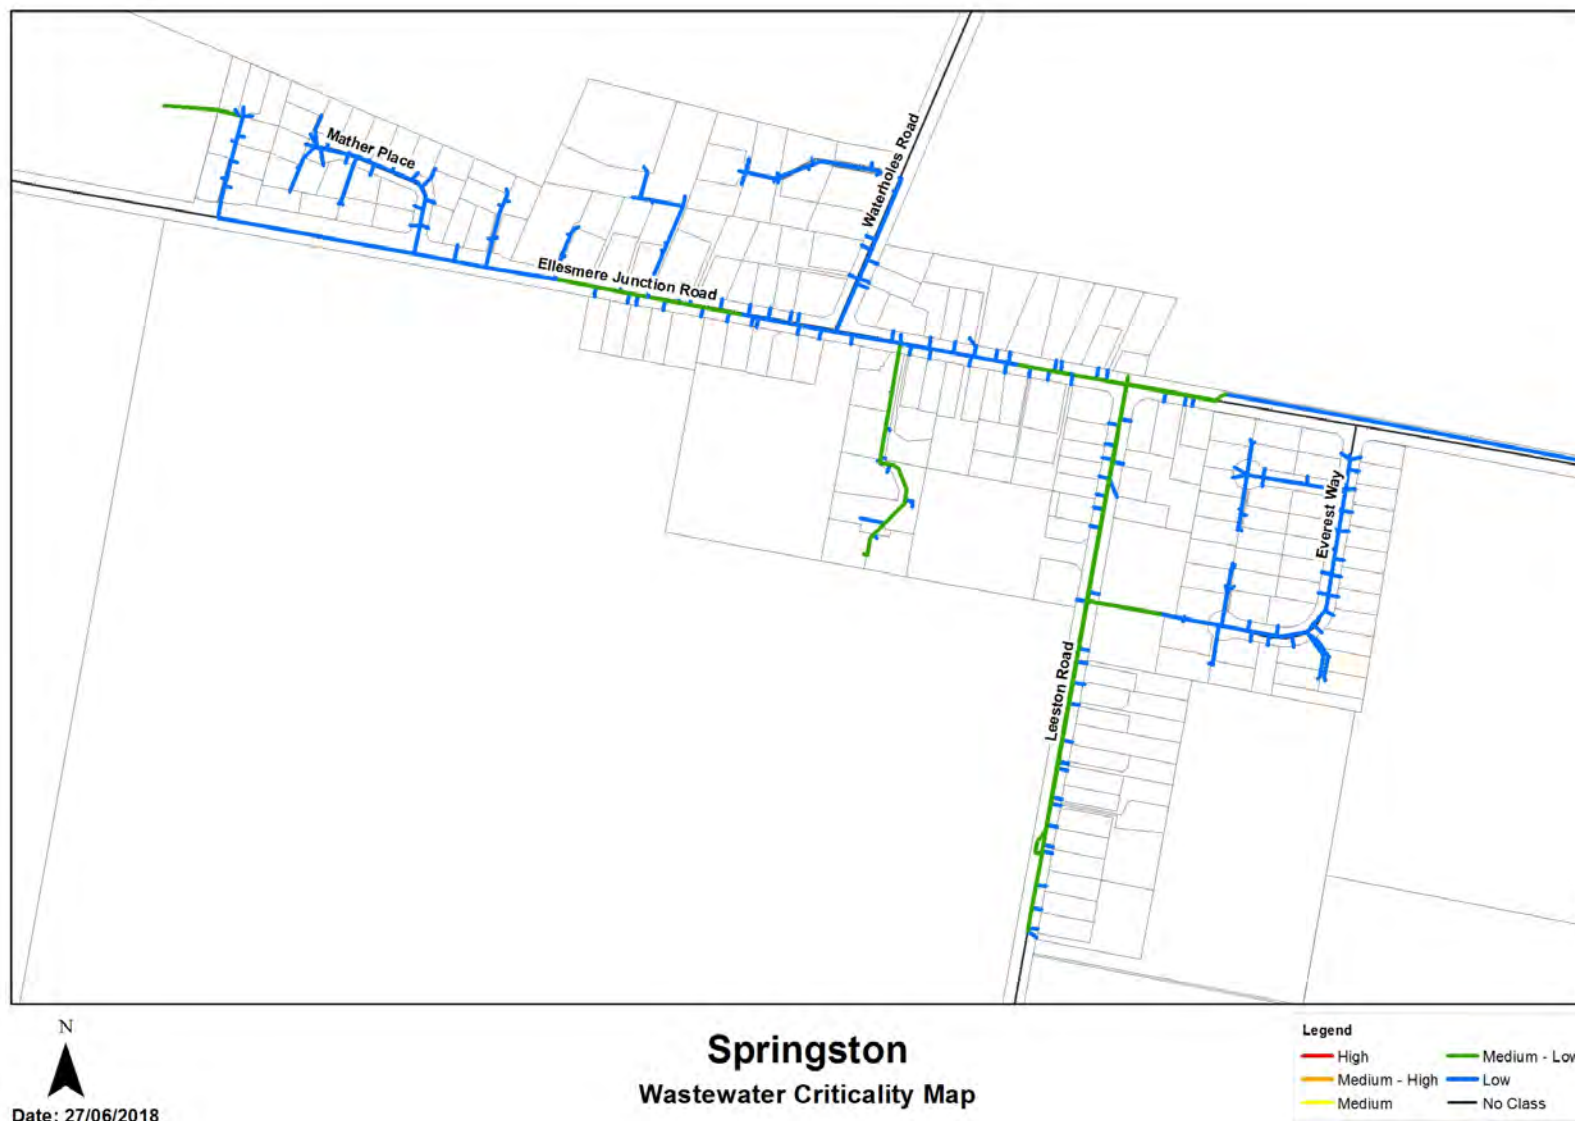 Mather Place
Waterholes Road
Ellesmere Junction Road
Everest Way
Leeston Road
N
Date: 27/06/2018
Springston
Wastewater Criticality Map
Legend
High
Medium - High
Medium
Medium - Low
Low
No Class